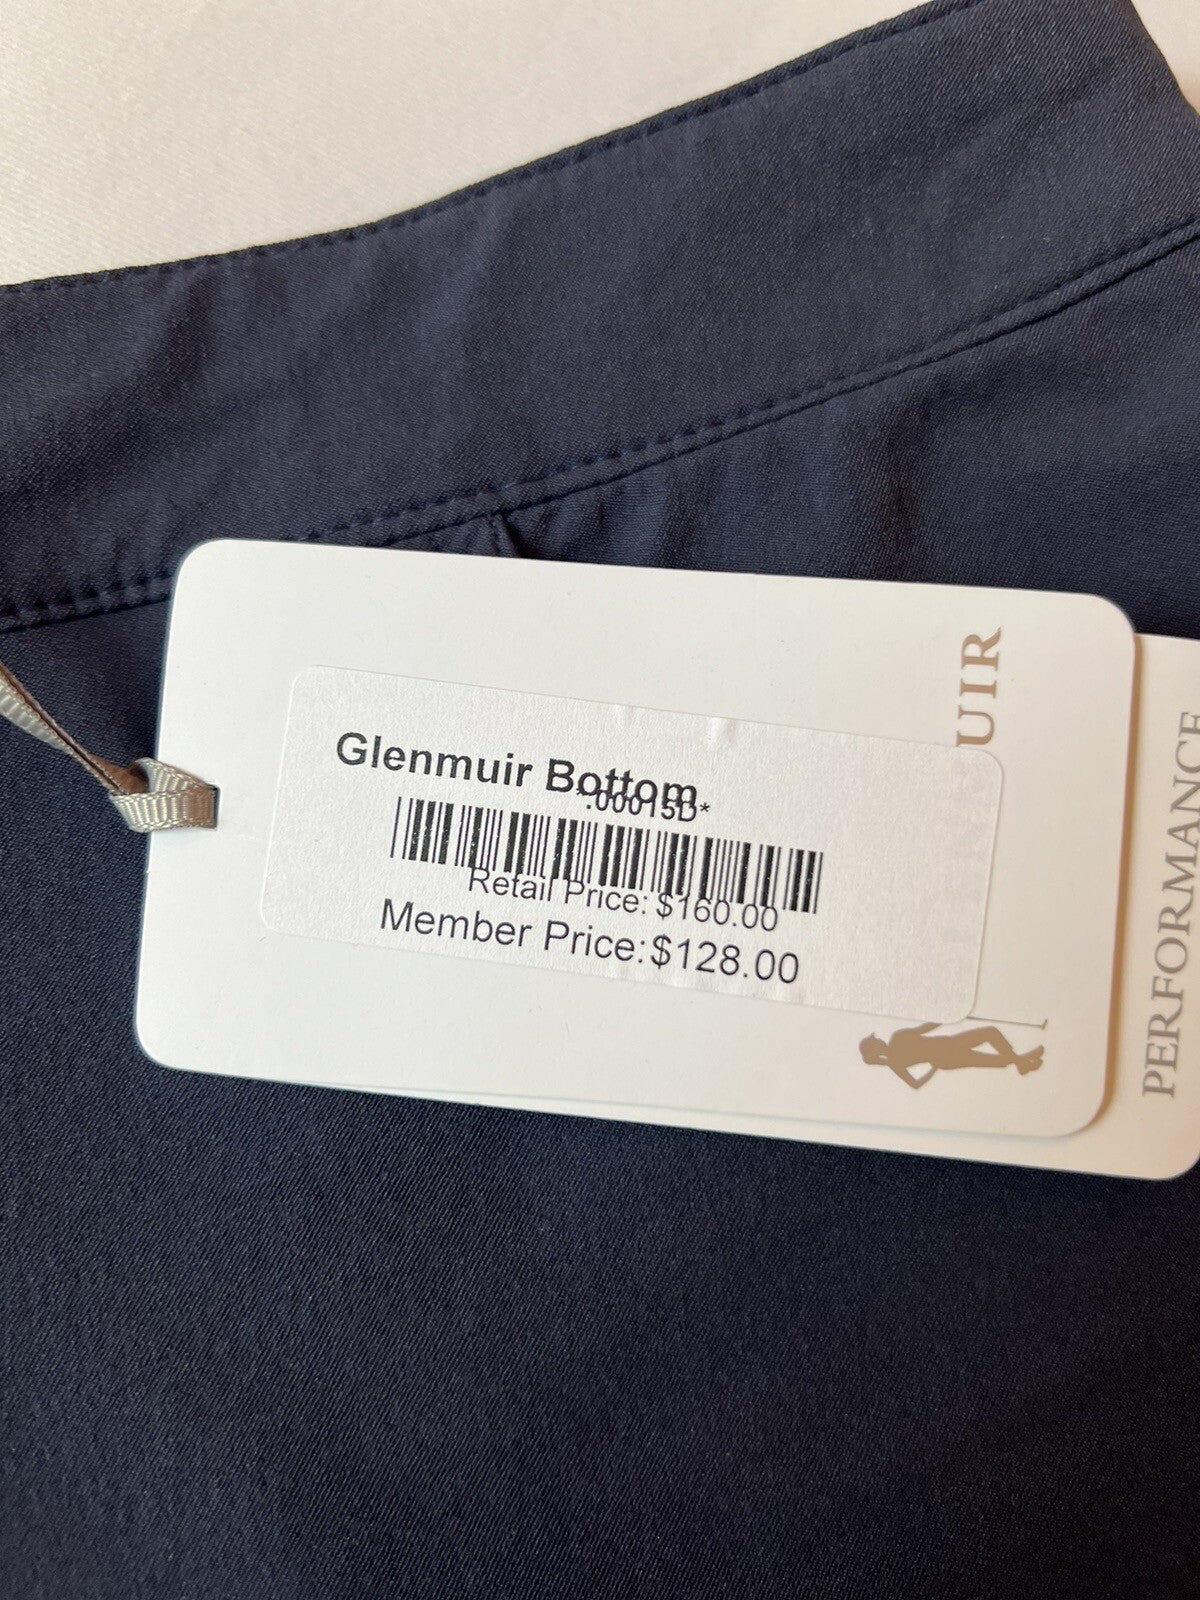 Glenmuir Bottom
*.00015D*
Retail Price: $160.00
Member Price: $128.00
UIR
PERFORMANCE